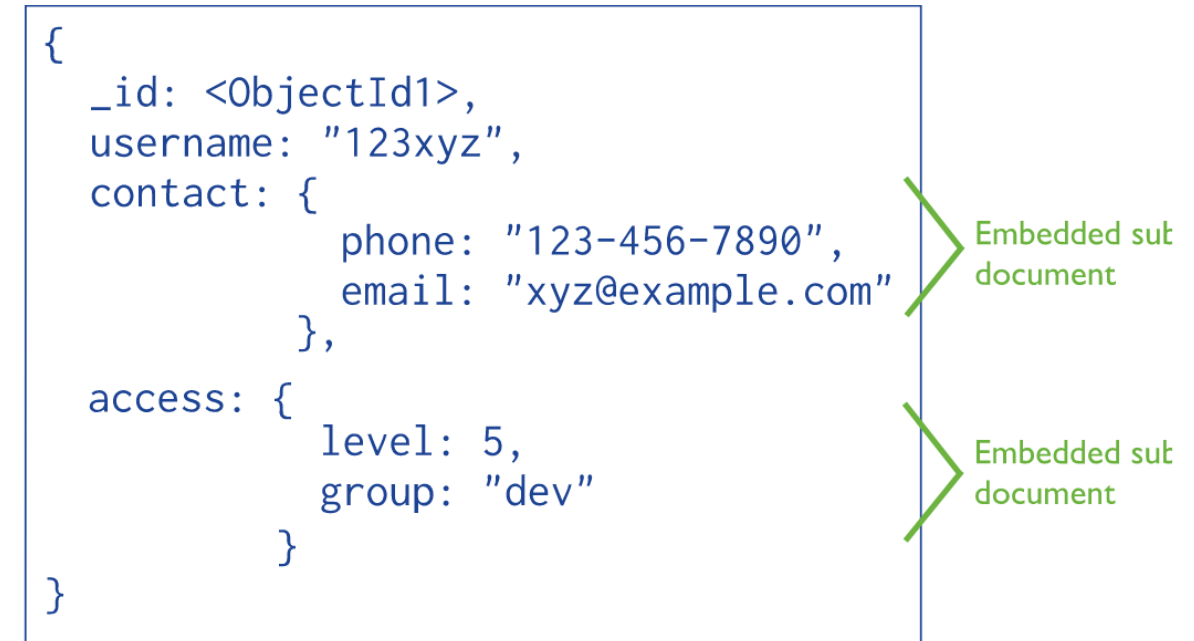 {
_id: <ObjectId1>,
username: "123xyz",
contact: {
phone: "123-456-7890",
email: "xyz@example.com"
},
access: {
level: 5,
group: "dev"
}
}
Embedded sub
document
Embedded sub
document